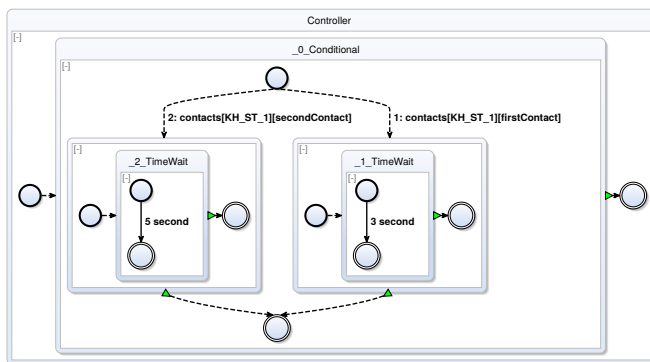 Controller
[-]
_0_Conditional
[-]
2: contacts[KH_ST_1][secondContact]
1: contacts[KH_ST_1][firstContact]
[-]
[-]
_2_TimeWait
_1_TimeWait
[-]
[-]
5 second
3 second